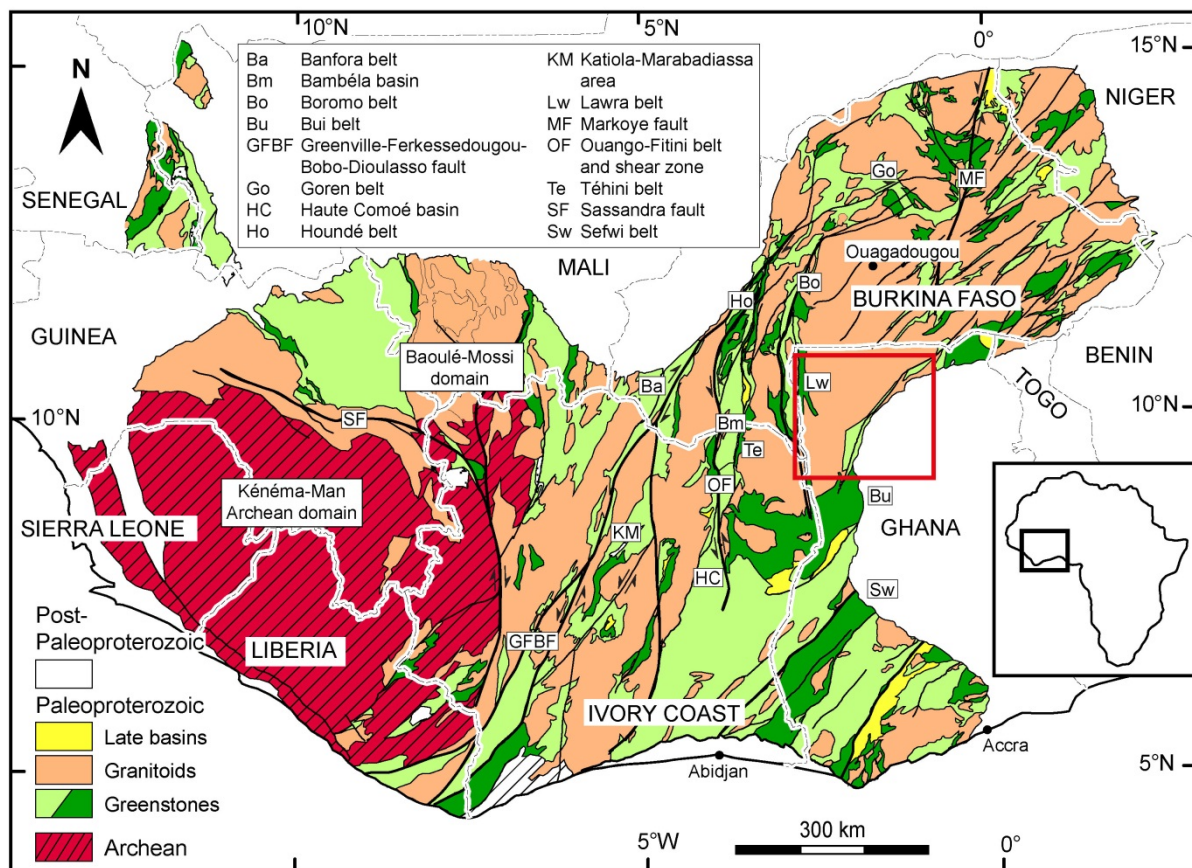 10°W
5°W
0°
15°N
N
Ba Banfora belt
Bm Bambéla basin
Bo Boromo belt
Bu Bui belt
GFBF Greenville-Ferkessedougou-
Bobo-Dioulasso fault
Go Goren belt
HC Haute Comoé basin
Ho Houndé belt
KM Katiola-Marabadiassa
area
Lw Lawra belt
MF Markoye fault
OF Ouango-Fitini belt
and shear zone
Te Téhini belt
SF Sassandra fault
Sw Sefwi belt
NIGER
SENEGAL
MALI
Go
MF
Ouagadougou
Bo
Ho
BURKINA FASO
GUINEA
BENIN
Baoulé-Mossi
domain
TOGO
Lw
Ba
10°N
10°N
SF
Bm
Te
Kénéma-Man
Archean domain
OF
Bu
SIERRA LEONE
GHANA
KM
HC
Sw
Post-
Paleoproterozoic
LIBERIA
GFBF
Paleoproterozoic
Late basins
IVORY COAST
Granitoids
Accra
Abidjan
5°N
Greenstones
Archean
300 km
5°W
0°